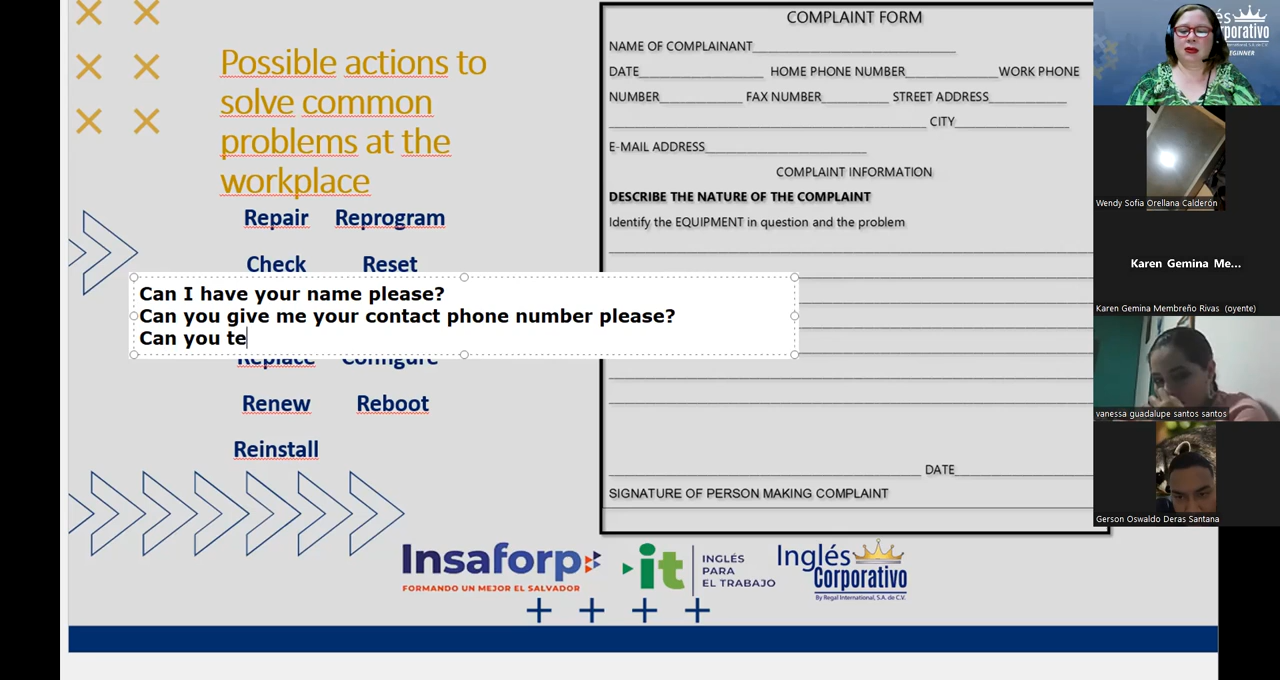 Possible actions to
solve common
problems at the
workplace
Repair Reprogram
Check Reset
Can I have your name please?
Can you give me your contact phone number please?
Can you te
Replace Configure
Renew Reboot
Reinstall
COMPLAINT FORM
NAME OF COMPLAINANT
DATE HOME PHONE NUMBER WORK PHONE
NUMBER FAX NUMBER STREET ADDRESS
CITY
E-MAIL ADDRESS
COMPLAINT INFORMATION
DESCRIBE THE NATURE OF THE COMPLAINT
Identify the EQUIPMENT in question and the problem
DATE
SIGNATURE OF PERSON MAKING COMPLAINT
Insaforp
FORMANDO UN MEJOR EL SALVADOR
it
INGLÉS
PARA
EL TRABAJO
Inglés
Corporativo
By Regal International, S.A. de C.V.
és
Corporativo
Wendy Sofia Orellana Calderón
Karen Gemina Me...
Karen Gemina Membreño Rivas (oyente)
vanessa guadalupe santos santos
Gerson Oswaldo Deras Santana